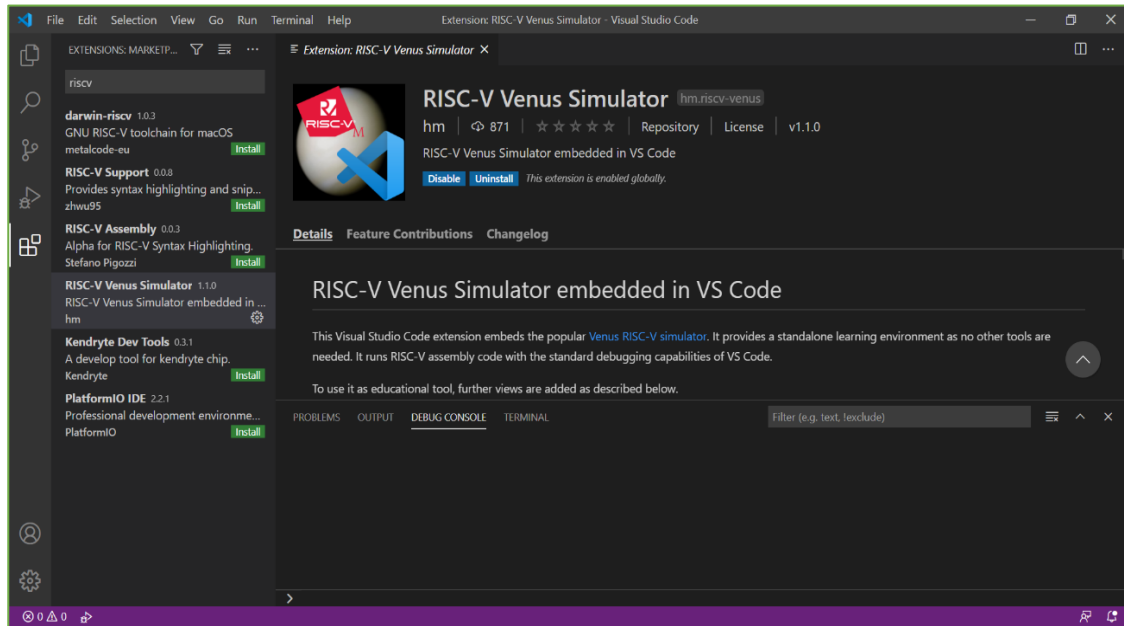 File Edit Selection View Go Run Terminal Help Extension: RISC-V Venus Simulator - Visual Studio Code
EXTENSIONS: MARKETP...
riscv
darwin-riscv 1.0.3
GNU RISC-V toolchain for macOS
metalcode-eu Install
RISC-V Support 0.0.8
Provides syntax highlighting and snip...
zhwu95 Install
RISC-V Assembly 0.0.3
Alpha for RISC-V Syntax Highlighting.
Stefano Pigozzi Install
RISC-V Venus Simulator 1.1.0
RISC-V Venus Simulator embedded in ...
hm
Kendryte Dev Tools 0.3.1
A develop tool for kendryte chip.
Kendryte Install
PlatformIO IDE 2.2.1
Professional development environme...
PlatformIO Install
Extension: RISC-V Venus Simulator
RISC-V
M
RISC-V Venus Simulator hm.riscv-venus
hm 871 Repository License v1.1.0
RISC-V Venus Simulator embedded in VS Code
Disable Uninstall This extension is enabled globally.
Details Feature Contributions Changelog
RISC-V Venus Simulator embedded in VS Code
This Visual Studio Code extension embeds the popular Venus RISC-V simulator. It provides a standalone learning environment as no other tools are
needed. It runs RISC-V assembly code with the standard debugging capabilities of VS Code.
To use it as educational tool, further views are added as described below.
PROBLEMS OUTPUT DEBUG CONSOLE TERMINAL Filter (e.g. text, !exclude)
0 0